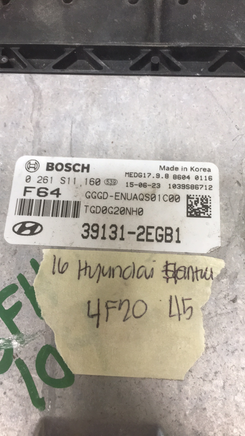 BOSCH
Made in Korea
0 261 S11 160
MEDG17.9.8 8604 0116
F64
15-06-23 1039S86712
GGGD-ENUAQS01C00
TGD0G20NH0
39131-2EGB1
16 Hyundai
4F20 45